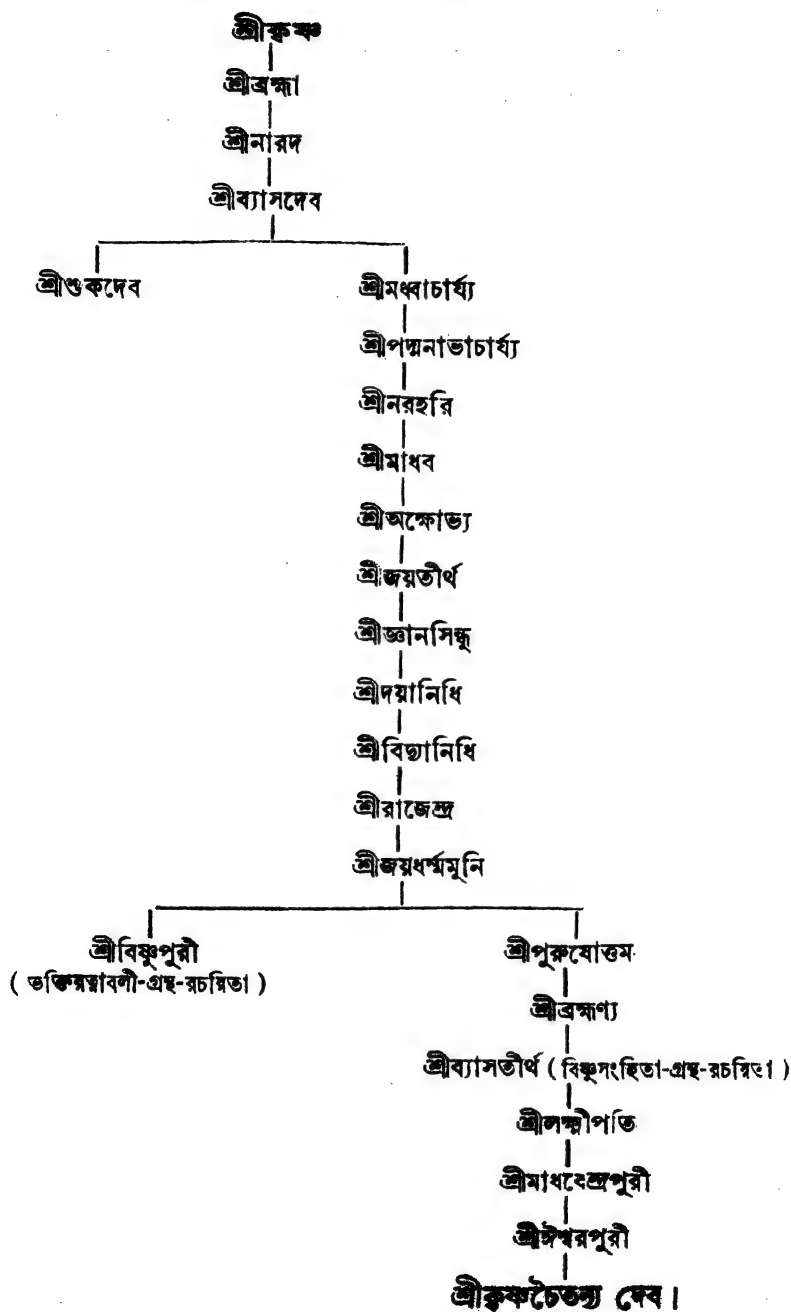 শ্রীকৃষ্ণ
শ্রীব্রহ্মা
শ্রীনারদ
শ্রীব্যাসদেব
শ্রীশুকদেব শ্রীমধ্বাচার্য্য
শ্রীপদ্মনাভাচার্য্য
শ্রীনরহরি
শ্রীমাধব
শ্রীঅক্ষোভ্য
শ্রীজয়তীর্থ
শ্রীজ্ঞানসিন্ধু
শ্রীদয়ানিধি
শ্রীবিদ্যানিধি
শ্রীরাজেন্দ্র
শ্রীজয়ধর্ম্মমুনি
শ্রীবিষ্ণুপুরী শ্রীপুরুষোত্তম
( ভক্তিরত্নাবলী-গ্রন্থ-রচয়িতা )
শ্রীব্রহ্মণ্য
শ্রীব্যাসতীর্থ ( বিষ্ণুসংহিতা-গ্রন্থ-রচয়িতা )
শ্রীলক্ষ্মীপতি
শ্রীমাধবেন্দ্রপুরী
শ্রীঈশ্বরপুরী
শ্রীকৃষ্ণচৈতন্য দেব।